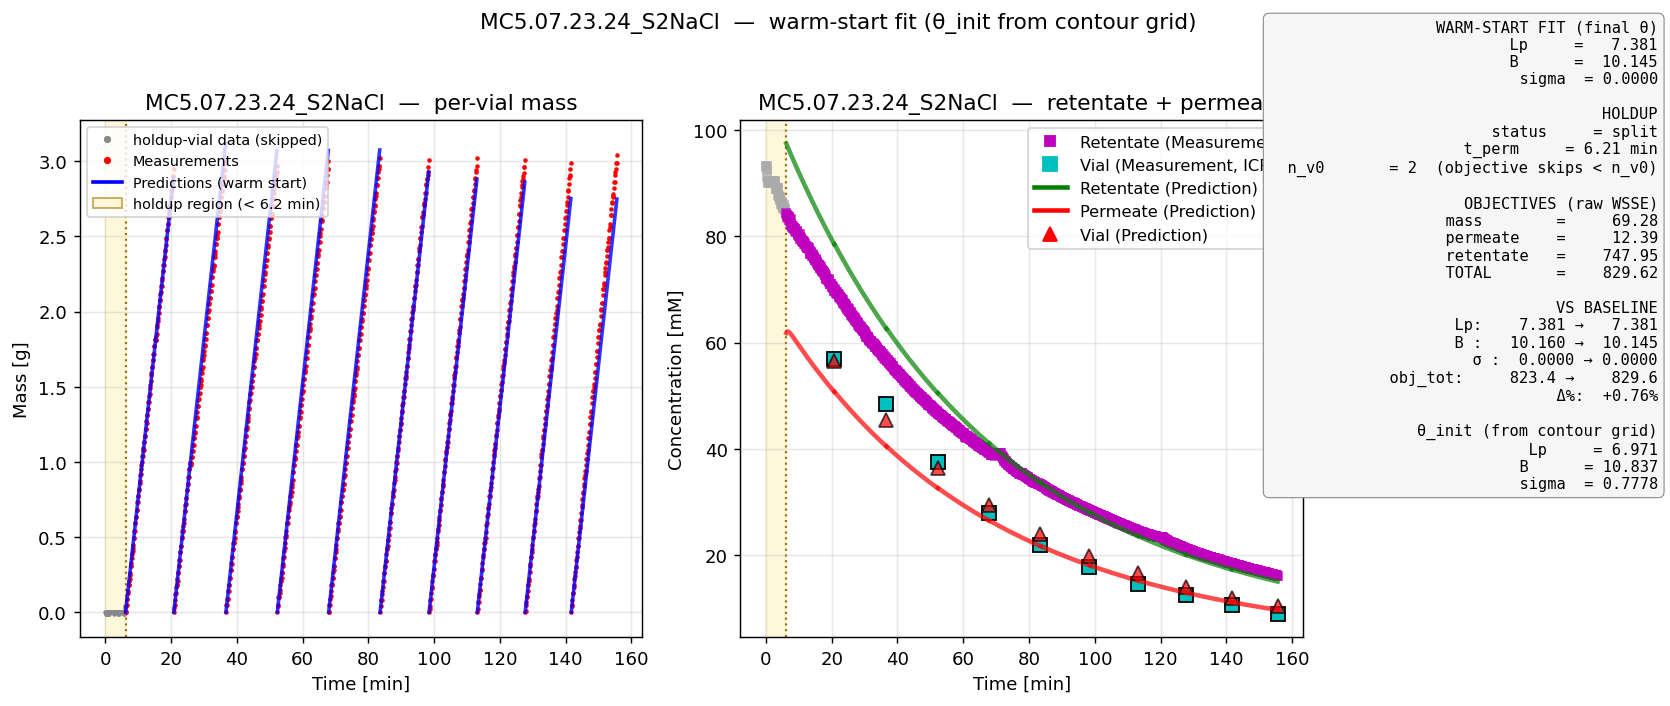 MC5.07.23.24_S2NaCl — warm-start fit (θ_init from contour grid)
MC5.07.23.24_S2NaCl — per-vial mass
holdup-vial data (skipped)
Measurements
Predictions (warm start)
holdup region (< 6.2 min)
3.0
2.5
2.0
1.5
1.0
0.5
0.0
Mass [g]
0 20 40 60 80 100 120 140 160
Time [min]
MC5.07.23.24_S2NaCl — retentate + permea
Retentate (Measureme
Vial (Measurement, ICP
Retentate (Prediction)
Permeate (Prediction)
Vial (Prediction)
100
80
60
40
20
Concentration [mM]
0 20 40 60 80 100 120 140 160
Time [min]
WARM-START FIT (final θ)
Lp = 7.381
B = 10.145
sigma = 0.0000
HOLDUP
status = split
t_perm = 6.21 min
n_v0 = 2 (objective skips < n_v0)
OBJECTIVES (raw WSSE)
mass = 69.28
permeate = 12.39
retentate = 747.95
TOTAL = 829.62
VS BASELINE
Lp: 7.381 → 7.381
B : 10.160 → 10.145
σ : 0.0000 → 0.0000
obj_tot: 823.4 → 829.6
Δ%: +0.76%
θ_init (from contour grid)
Lp = 6.971
B = 10.837
sigma = 0.7778